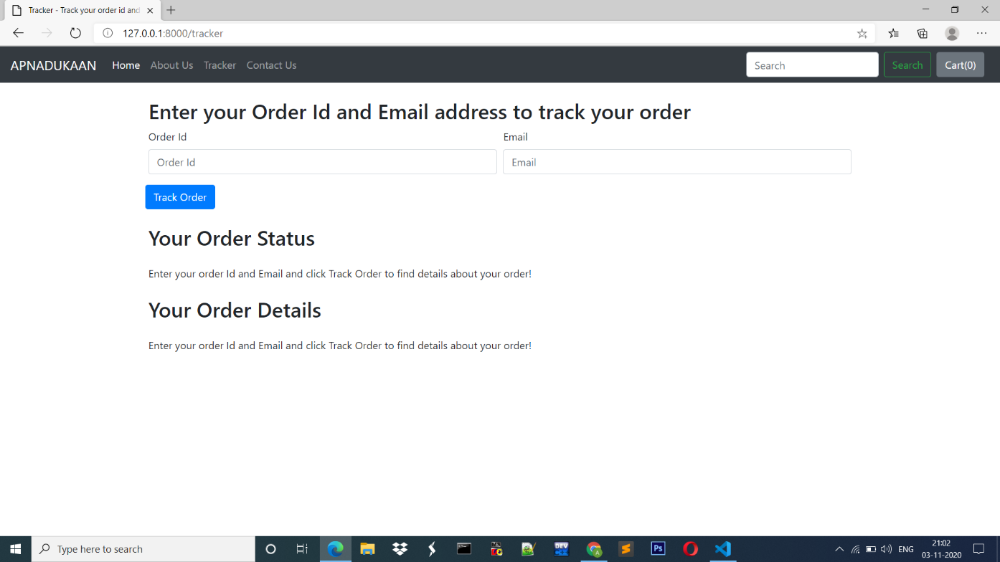 Tracker - Track your order id and
127.0.0.1:8000/tracker
APNADUKAAN Home About Us Tracker Contact Us Search Search Cart(0)
Enter your Order Id and Email address to track your order
Order Id Email
Order Id Email
Track Order
Your Order Status
Enter your order Id and Email and click Track Order to find details about your order!
Your Order Details
Enter your order Id and Email and click Track Order to find details about your order!
Type here to search DEV Ps ENG 21:02
03-11-2020